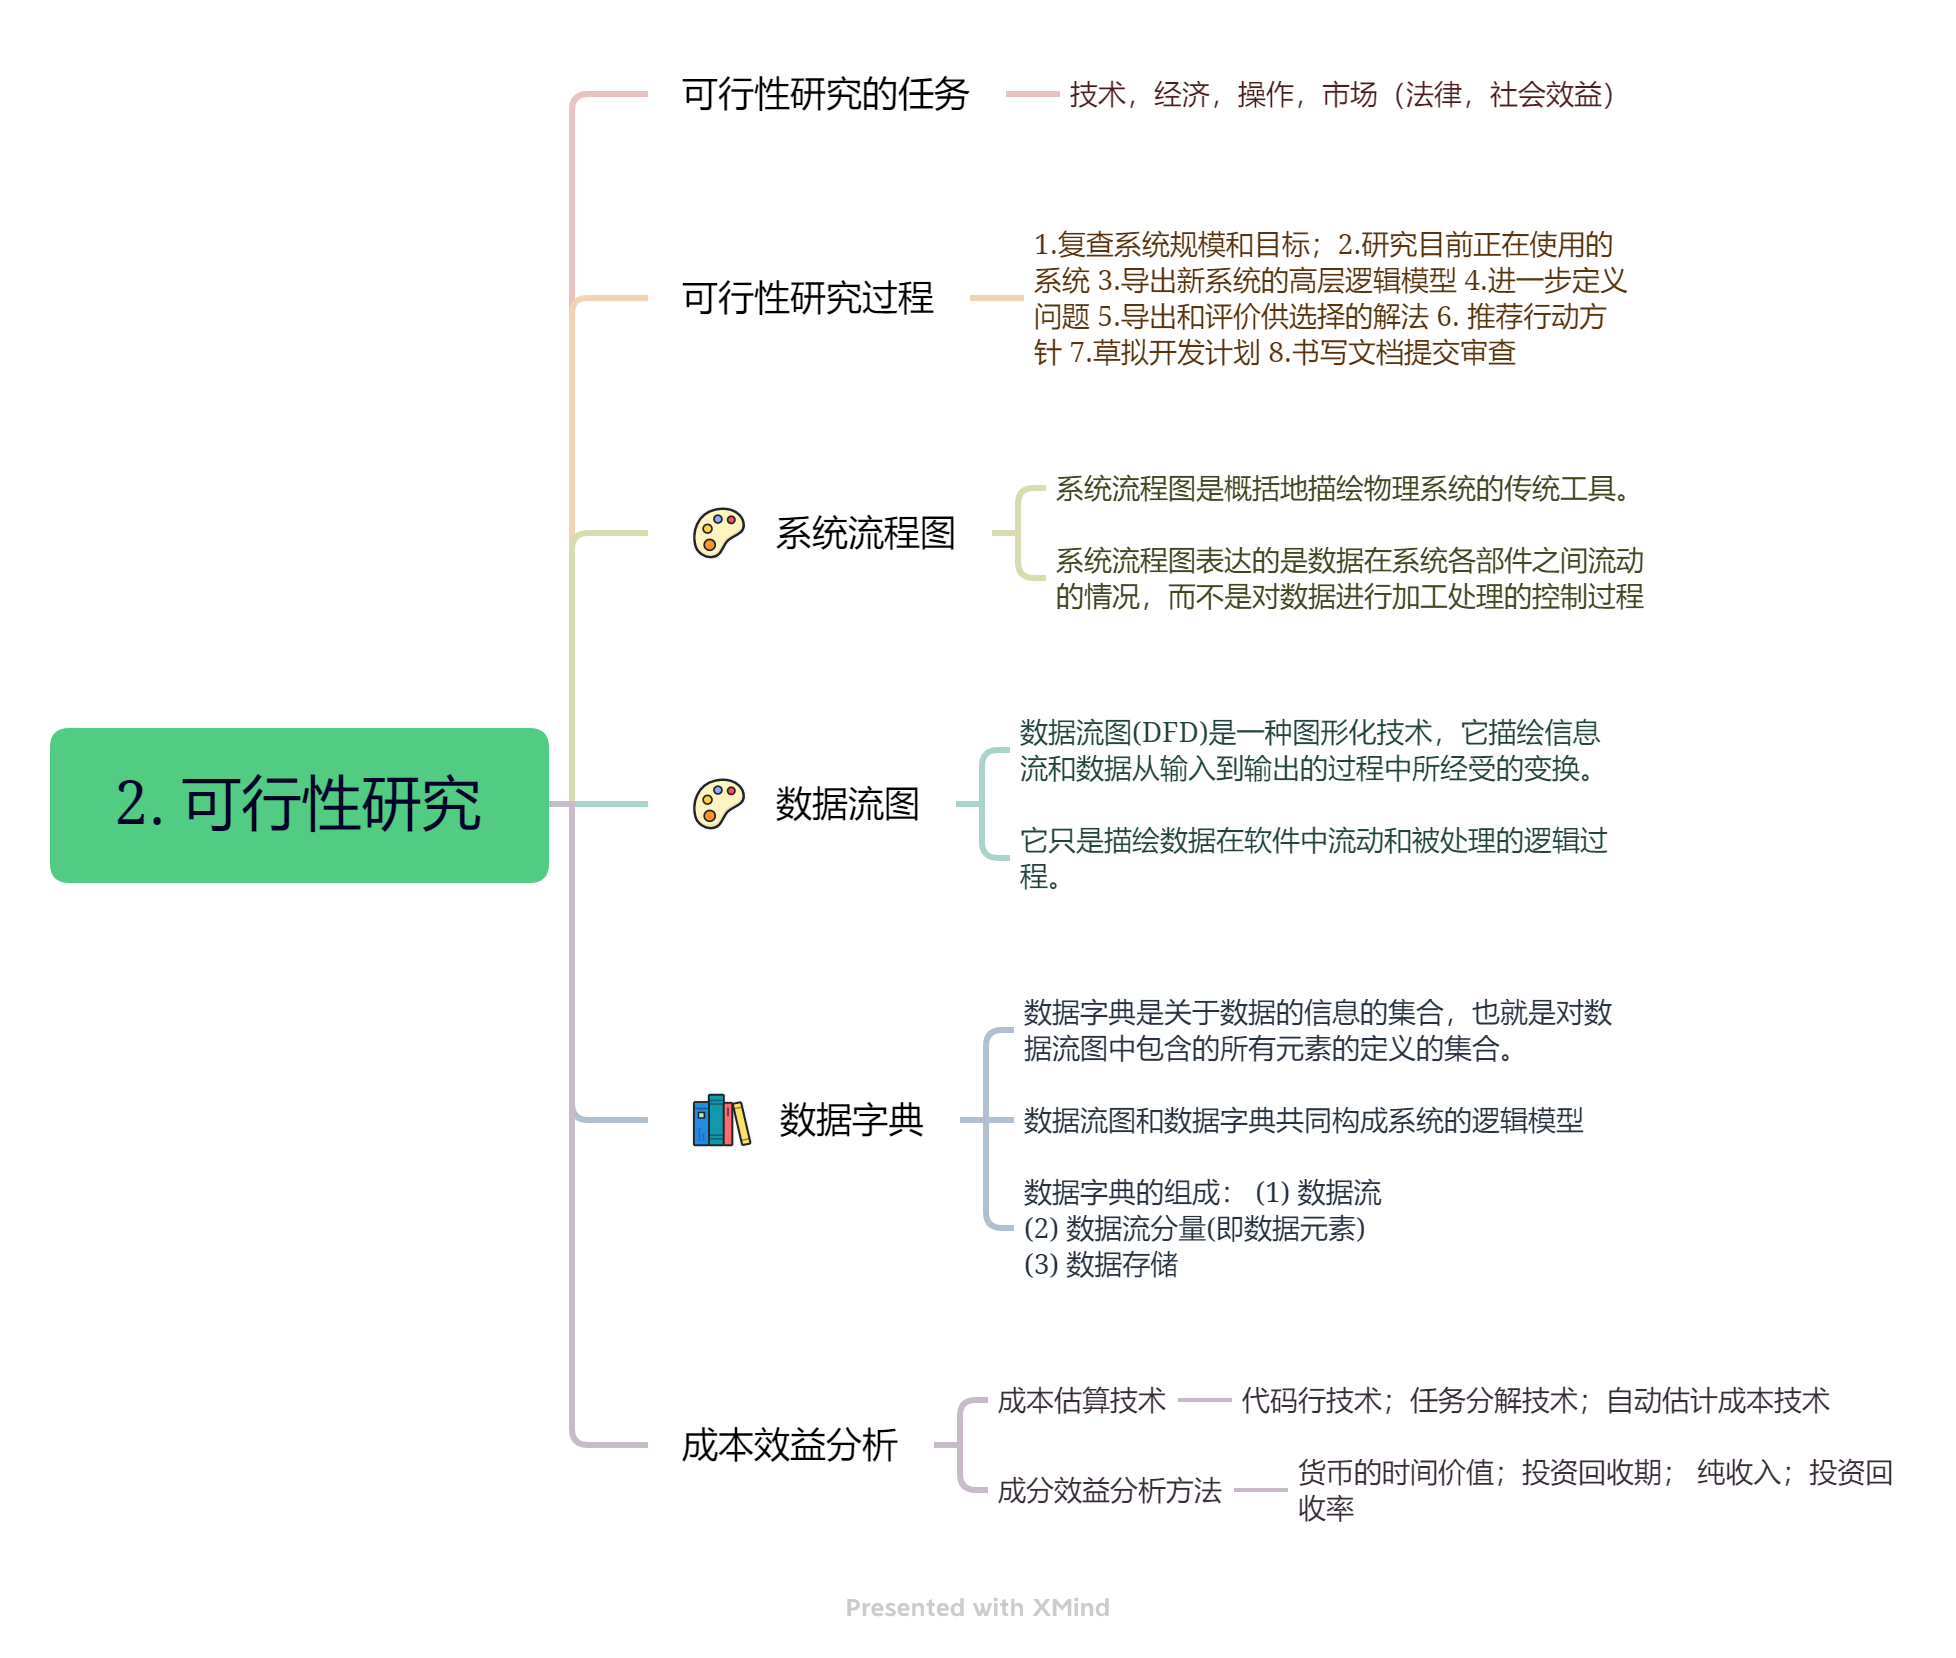 可行性研究的任务
技术，经济，操作，市场（法律，社会效益）
可行性研究过程
1.复查系统规模和目标；2.研究目前正在使用的
系统 3.导出新系统的高层逻辑模型 4.进一步定义
问题 5.导出和评价供选择的解法 6. 推荐行动方
针 7.草拟开发计划 8.书写文档提交审查
系统流程图
系统流程图是概括地描绘物理系统的传统工具。
系统流程图表达的是数据在系统各部件之间流动
的情况，而不是对数据进行加工处理的控制过程
2. 可行性研究
数据流图
数据流图(DFD)是一种图形化技术，它描绘信息
流和数据从输入到输出的过程中所经受的变换。
它只是描绘数据在软件中流动和被处理的逻辑过
程。
数据字典
数据字典是关于数据的信息的集合，也就是对数
据流图中包含的所有元素的定义的集合。
数据流图和数据字典共同构成系统的逻辑模型
数据字典的组成： (1) 数据流
(2) 数据流分量(即数据元素)
(3) 数据存储
成本效益分析
成本估算技术
代码行技术；任务分解技术；自动估计成本技术
成分效益分析方法
货币的时间价值；投资回收期； 纯收入；投资回
收率
Presented with XMind